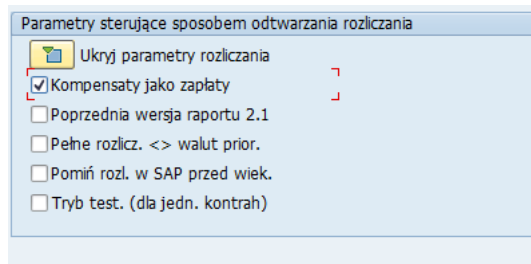 Parametry sterujące sposobem odtwarzania rozliczania
Ukryj parametry rozliczania
Kompensaty jako zapłaty
Poprzednia wersja raportu 2.1
Pełne rozlicz. <> walut prior.
Pomiń rozl. w SAP przed wiek.
Tryb test. (dla jedn. kontrah)